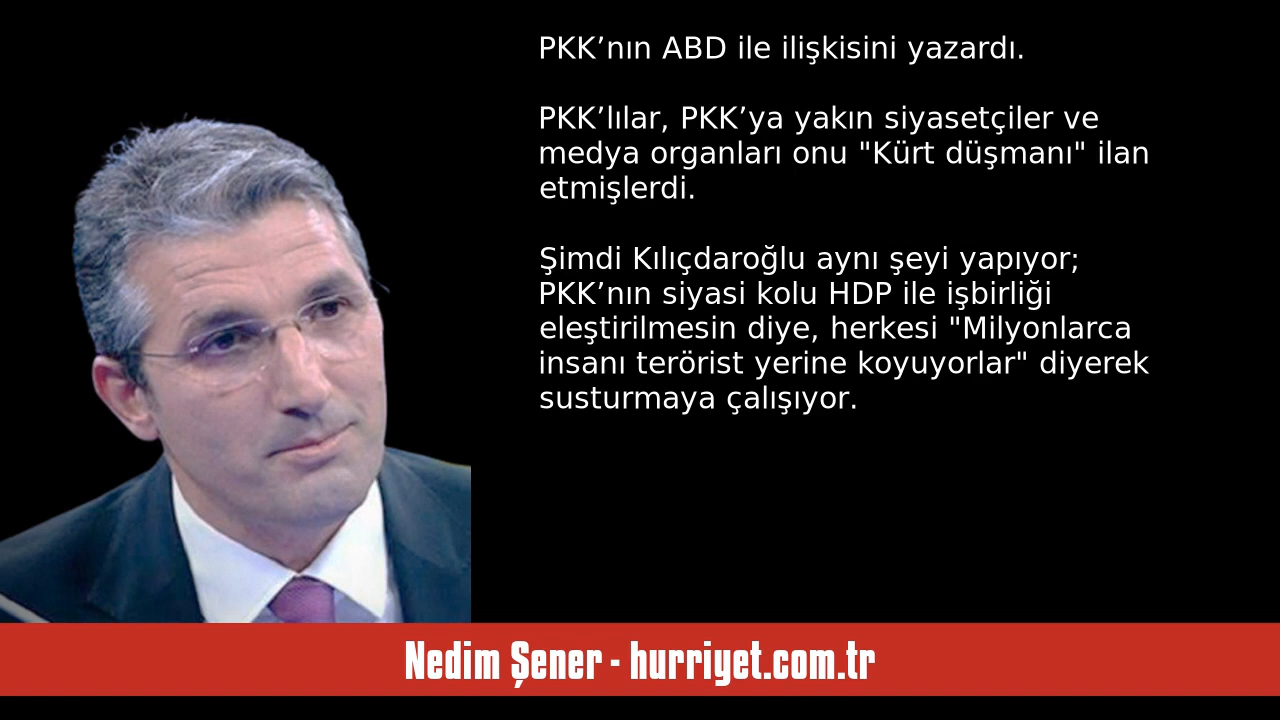 PKK’nın ABD ile ilişkisini yazardı.
PKK’lılar, PKK’ya yakın siyasetçiler ve
medya organları onu "Kürt düşmanı" ilan
etmişlerdi.
Şimdi Kılıçdaroğlu aynı şeyi yapıyor;
PKK’nın siyasi kolu HDP ile işbirliği
eleştirilmesin diye, herkesi "Milyonlarca
insanı terörist yerine koyuyorlar" diyerek
susturmaya çalışıyor.
Nedim Şener - hurriyet.com.tr